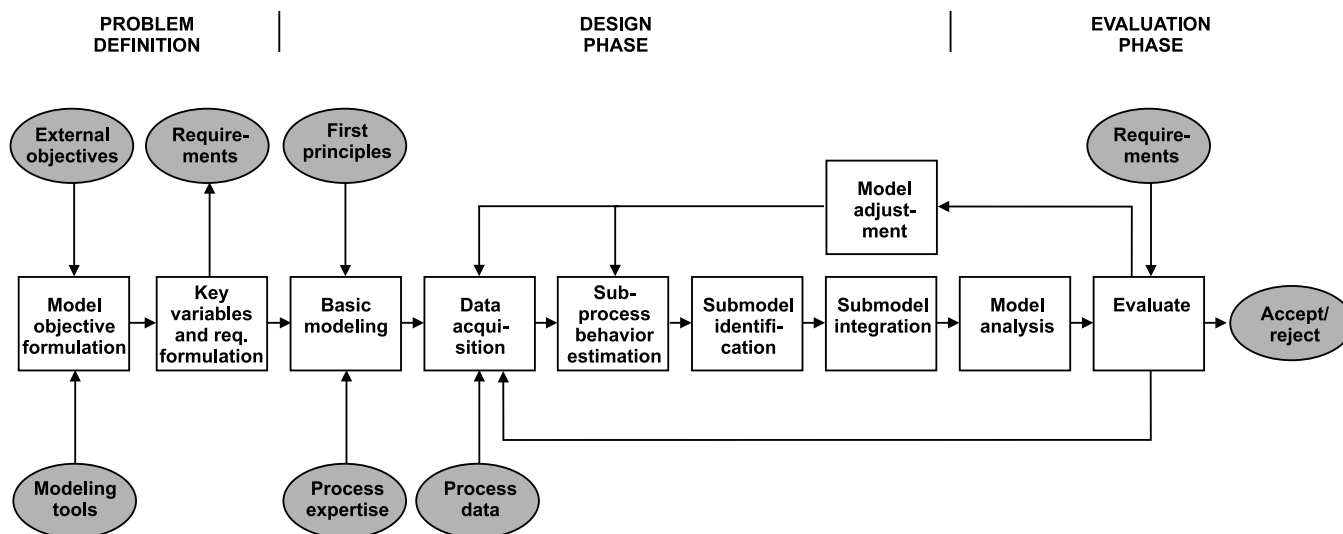 PROBLEM
DEFINITION
DESIGN
PHASE
EVALUATION
PHASE
External
objectives
Require-
ments
First
principles
Require-
ments
Model
adjust-
ment
Model
objective
formulation
Key
variables
and req.
formulation
Basic
modeling
Data
acqui-
sition
Sub-
process
behavior
estimation
Submodel
identifi-
cation
Submodel
integration
Model
analysis
Evaluate
Accept/
reject
Modeling
tools
Process
expertise
Process
data